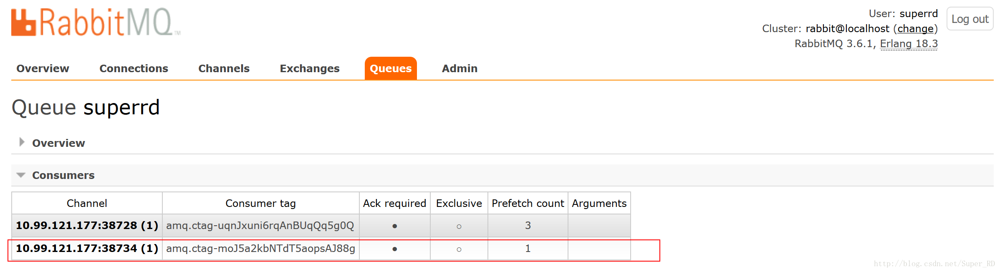 RabbitMQ™
User: superrd
Log out
Cluster: rabbit@localhost (change)
RabbitMQ 3.6.1, Erlang 18.3
Overview Connections Channels Exchanges Queues Admin
Queue superrd
Overview
Consumers
Channel Consumer tag Ack required Exclusive Prefetch count Arguments
10.99.121.177:38728 (1) amq.ctag-uqnJxuni6rqAnBUqQq5g0Q ● ○ 3
10.99.121.177:38734 (1) amq.ctag-moJ5a2kbNTdT5aopsAJ88g ● ○ 1
http://blog.csdn.net/Super_RD